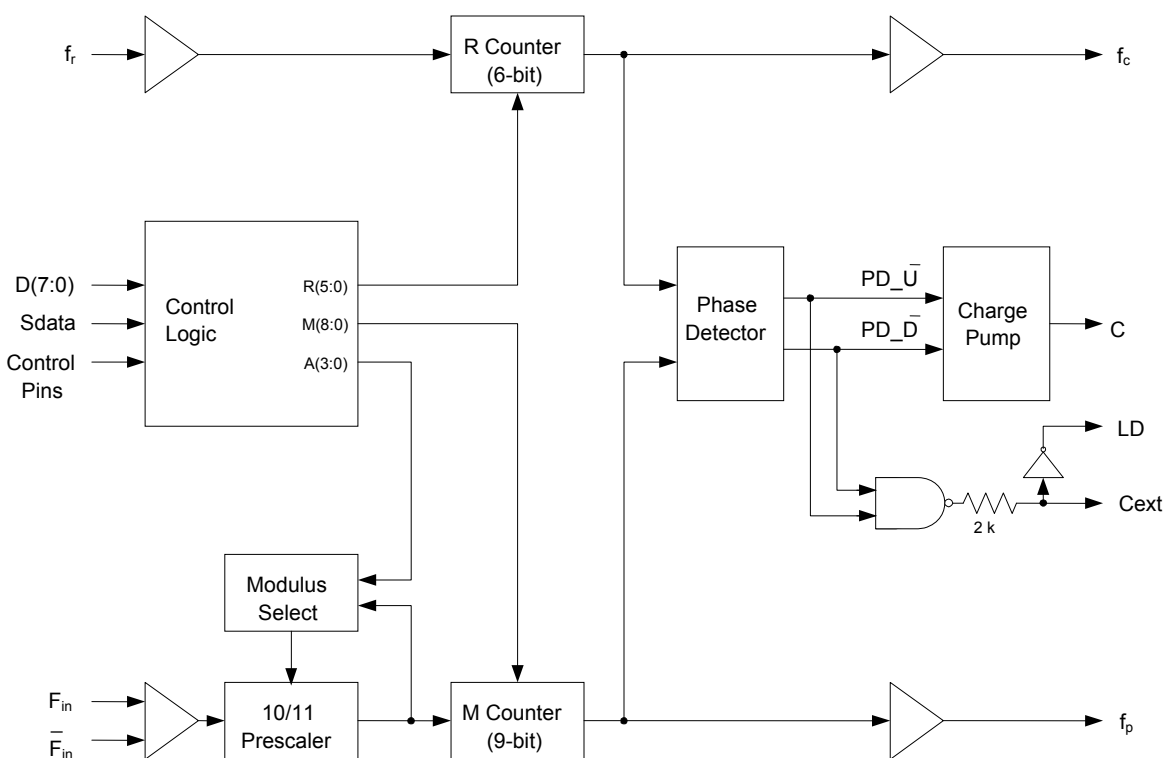 fr
R Counter
(6-bit)
fc
D(7:0)
Sdata
Control
Pins
Control
Logic
R(5:0)
M(8:0)
A(3:0)
Phase
Detector
PD_U̅
PD_D̅
Charge
Pump
C
LD
Cext
2 k
Modulus
Select
Fin
F̅in
10/11
Prescaler
M Counter
(9-bit)
fp